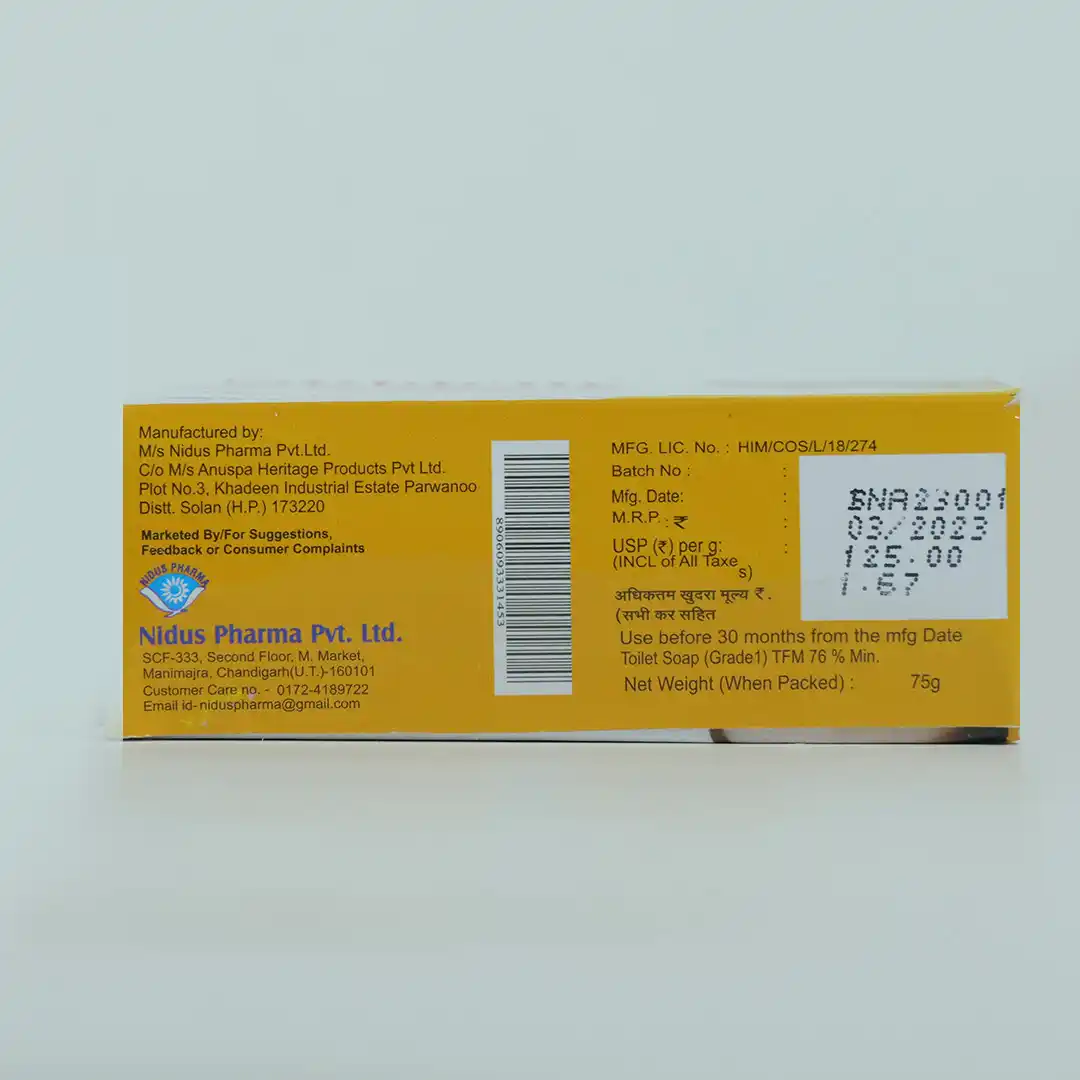 Manufactured by:
M/s Nidus Pharma Pvt.Ltd.
C/o M/s Anuspa Heritage Products Pvt Ltd.
Plot No.3, Khadeen Industrial Estate Parwanoo
Distt. Solan (H.P.) 173220
Marketed By/For Suggestions,
Feedback or Consumer Complaints
NIDUS PHARMA
Nidus Pharma Pvt. Ltd.
SCF-333, Second Floor, M. Market,
Manimajra, Chandigarh(U.T.)-160101
Customer Care no. - 0172-4189722
Email id-niduspharma@gmail.com
8906093331453
MFG. LIC. No. : HIM/COS/L/18/274
Batch No : :
Mfg. Date: :
M.R.P. : ₹ :
USP (₹) per g: :
(INCL of All Taxe
s)
अधिकतम खुदरा मूल्य ₹.
(सभी कर सहित
BNA23001
03/2023
125.00
1.67
Use before 30 months from the mfg Date
Toilet Soap (Grade1) TFM 76 % Min.
Net Weight (When Packed) : 75g